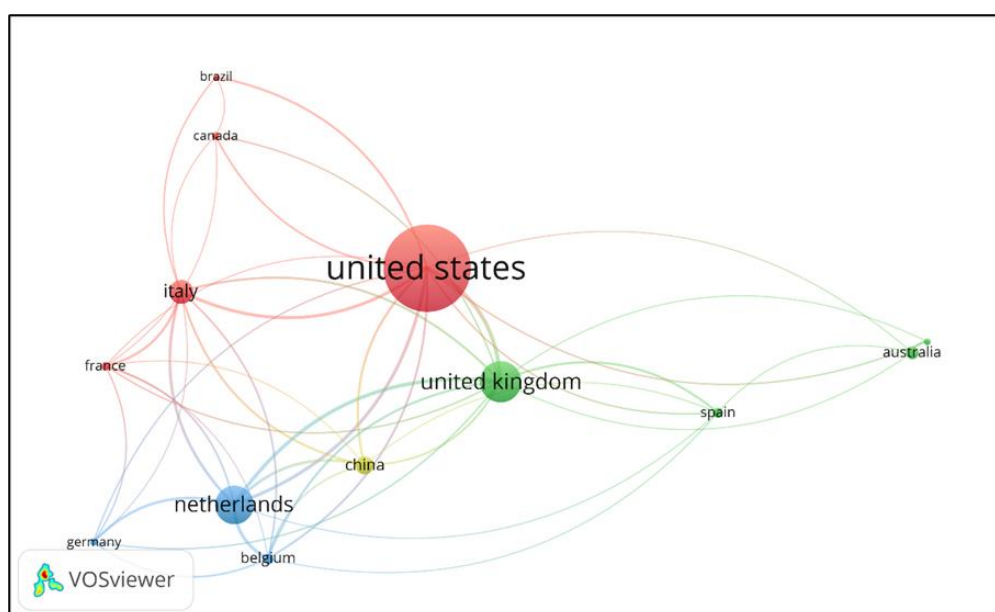 brazil
canada
united states
italy
australia
france
united kingdom
spain
china
netherlands
germany
belgium
VOSviewer